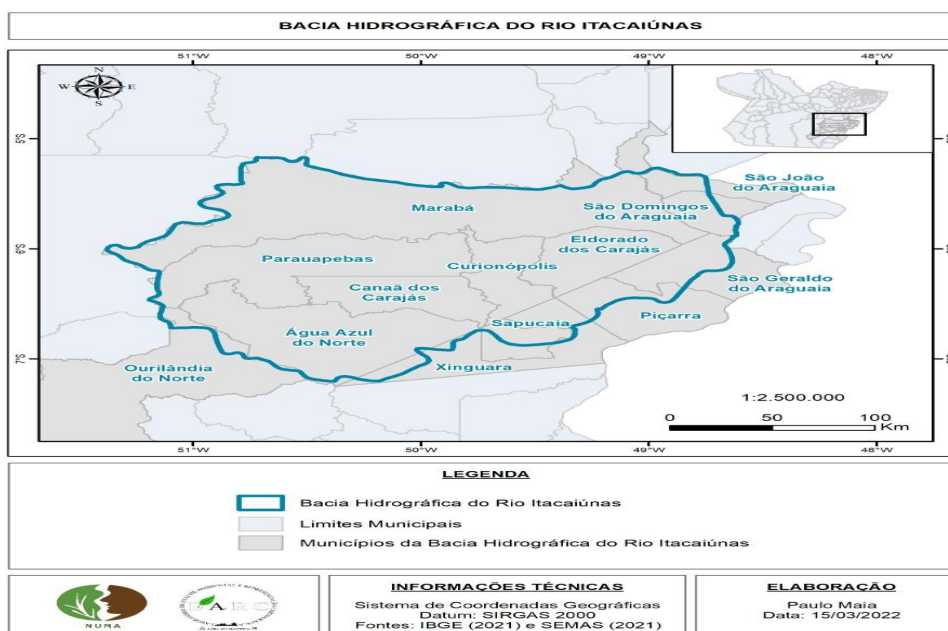 BACIA HIDROGRÁFICA DO RIO ITACAIÚNAS
51°W 50°W 49°W 48°W
N
W E
S
5°S
6°S
7°S
São João
do Araguaia
Marabá
São Domingos
do Araguaia
Eldorado
dos Carajás
Parauapebas
Curionópolis
São Geraldo
do Araguaia
Canaã dos
Carajás
Piçarra
Sapucaia
Água Azul
do Norte
Xinguara
Ourilândia
do Norte
1:2.500.000
0 50 100
Km
51°W 50°W 49°W 48°W
LEGENDA
Bacia Hidrográfica do Rio Itacaiúnas
Limites Municipais
Municípios da Bacia Hidrográfica do Rio Itacaiúnas
NUMA
INFORMAÇÕES TÉCNICAS
Sistema de Coordenadas Geográficas
Datum: SIRGAS 2000
Fontes: IBGE (2021) e SEMAS (2021)
ELABORAÇÃO
Paulo Maia
Data: 15/03/2022